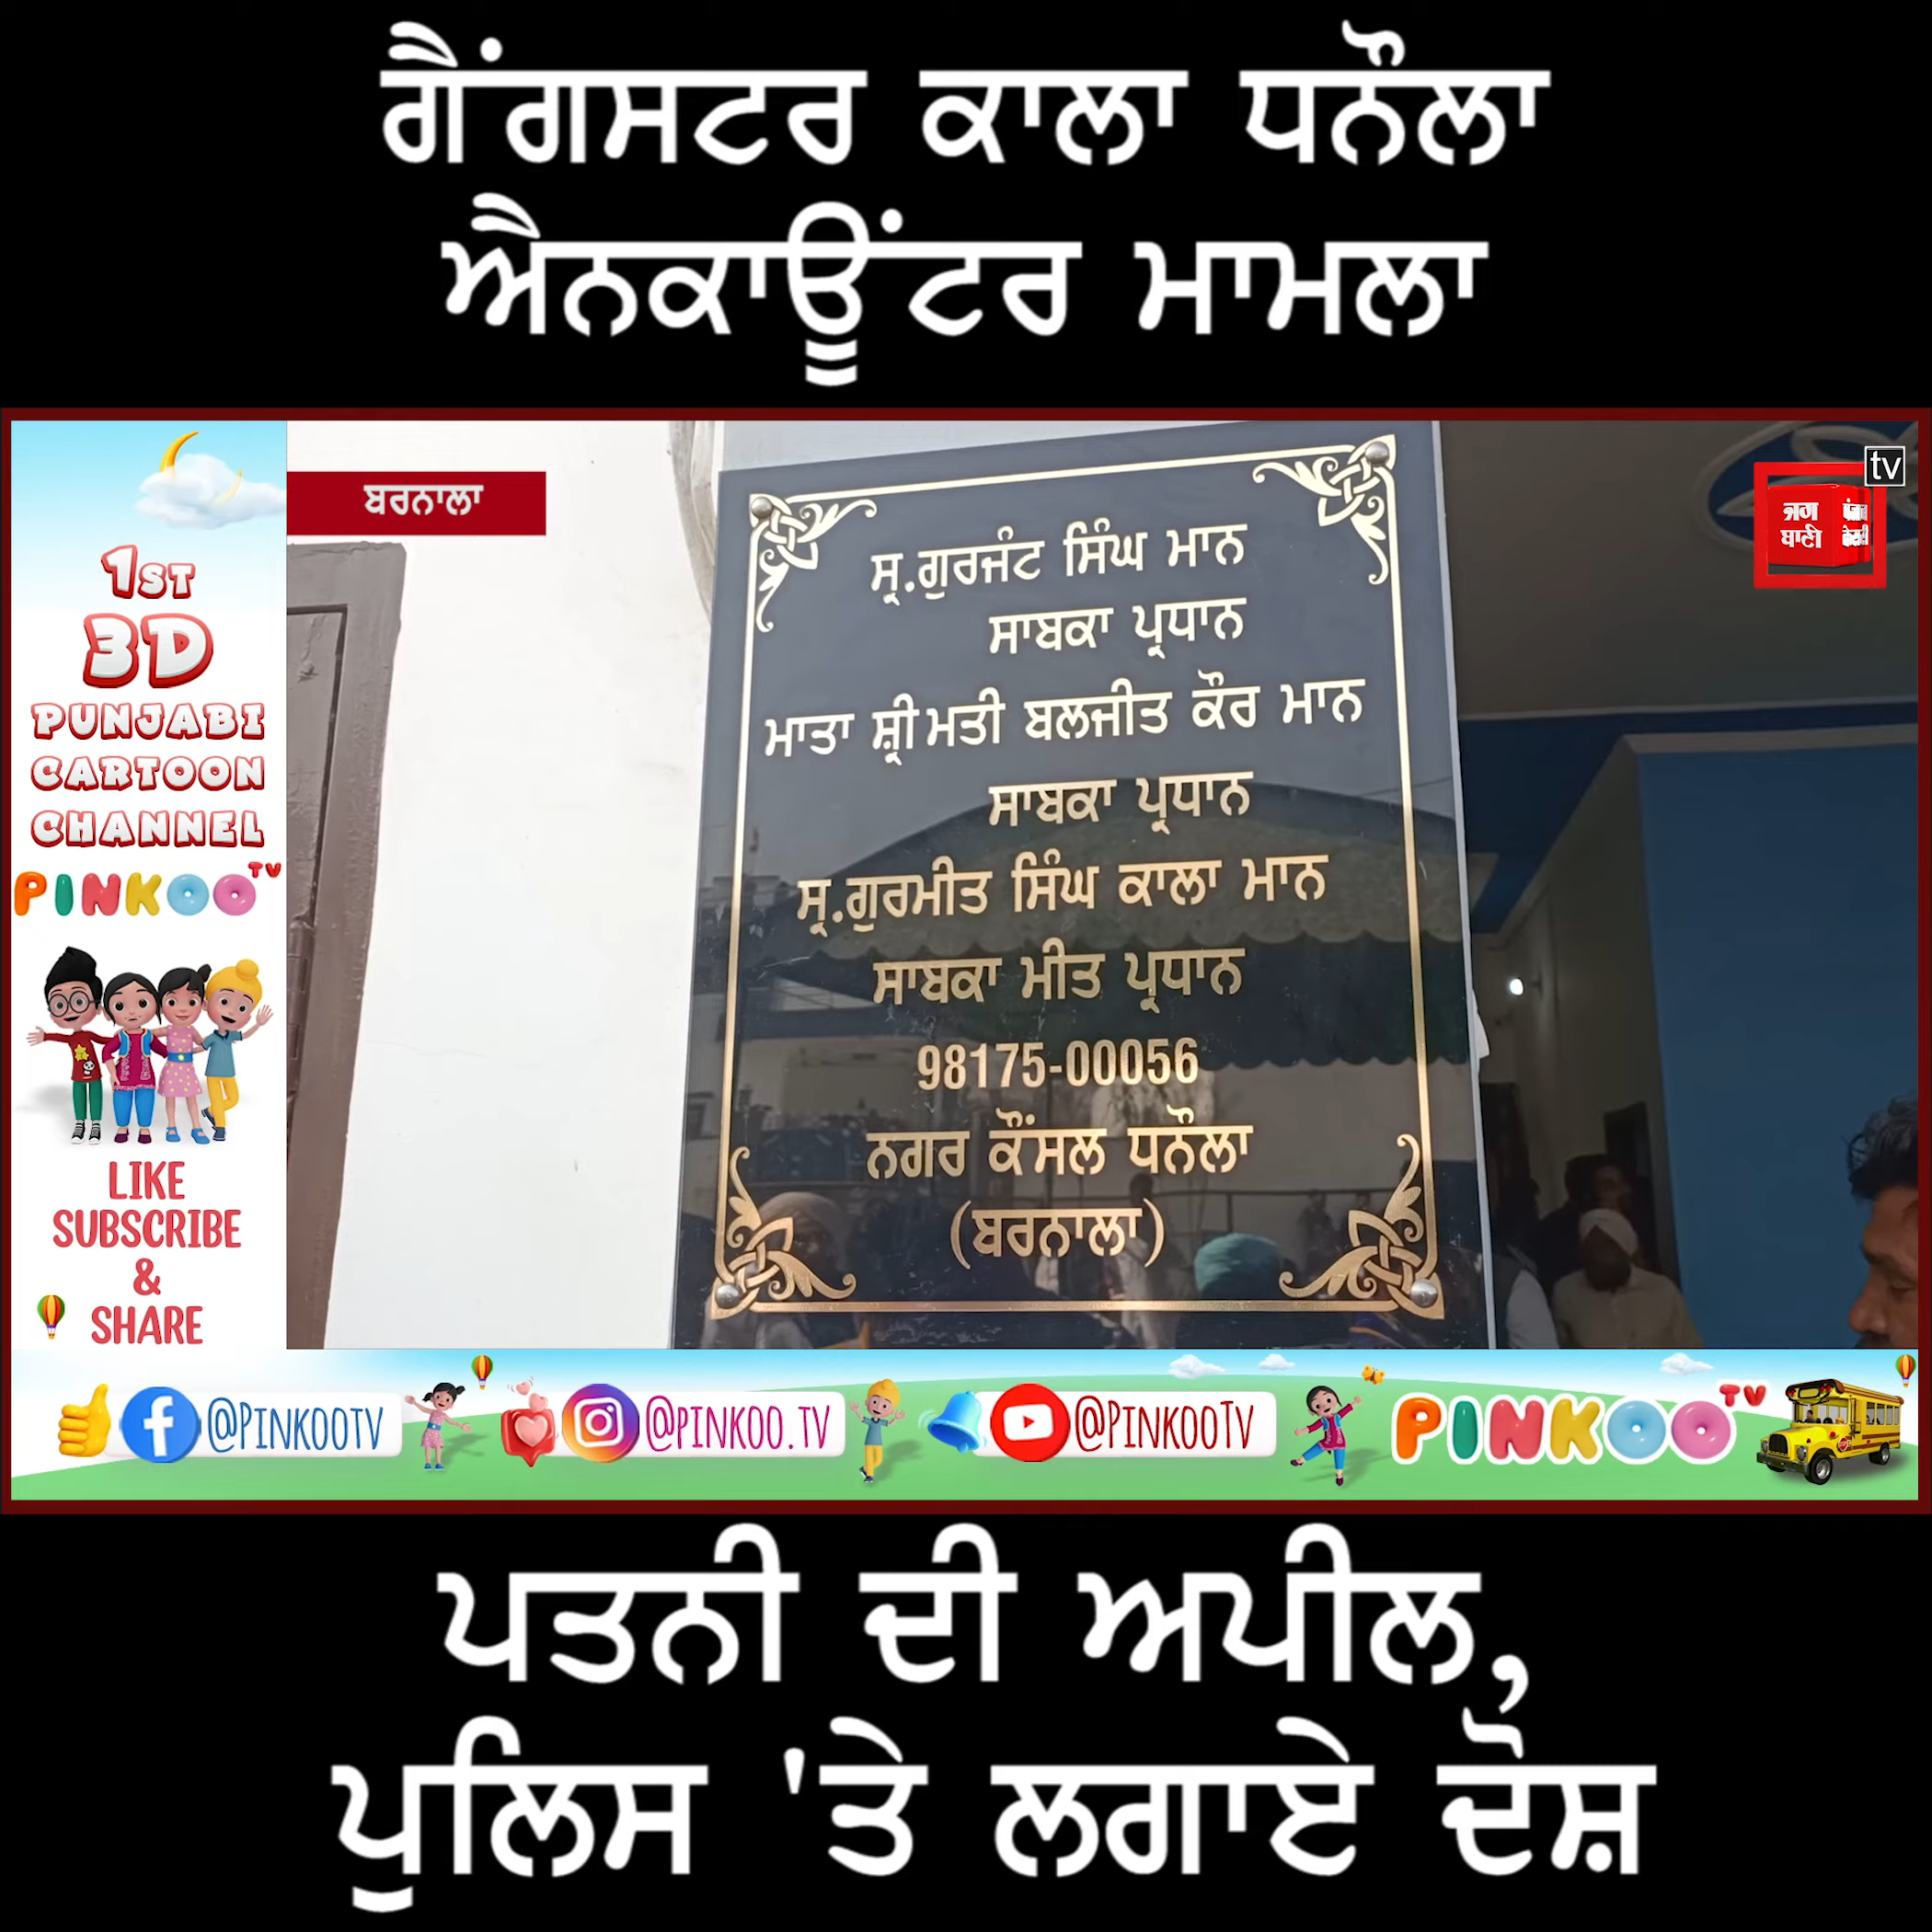 ਗੈਂਗਸਟਰ ਕਾਲਾ ਧਨੌਲਾ
ਐਨਕਾਊਂਟਰ ਮਾਮਲਾ
ਬਰਨਾਲਾ
tv
ਜਗ
ਬਾਣੀ
पंजाब
केसरी
1ST
3D
PUNJABI
CARTOON
CHANNEL
PINKOO TV
LIKE
SUBSCRIBE
&
SHARE
ਸ੍ਰ.ਗੁਰਜੰਟ ਸਿੰਘ ਮਾਨ
ਸਾਬਕਾ ਪ੍ਰਧਾਨ
ਮਾਤਾ ਸ਼੍ਰੀਮਤੀ ਬਲਜੀਤ ਕੌਰ ਮਾਨ
ਸਾਬਕਾ ਪ੍ਰਧਾਨ
ਸ੍ਰ.ਗੁਰਮੀਤ ਸਿੰਘ ਕਾਲਾ ਮਾਨ
ਸਾਬਕਾ ਮੀਤ ਪ੍ਰਧਾਨ
98175-00056
ਨਗਰ ਕੌਂਸਲ ਧਨੌਲਾ
(ਬਰਨਾਲਾ)
@PINKOOTV
@PINKOO.TV
@PINKOOTV
PINKOO TV
ਪਤਨੀ ਦੀ ਅਪੀਲ,
ਪੁਲਿਸ 'ਤੇ ਲਗਾਏ ਦੋਸ਼